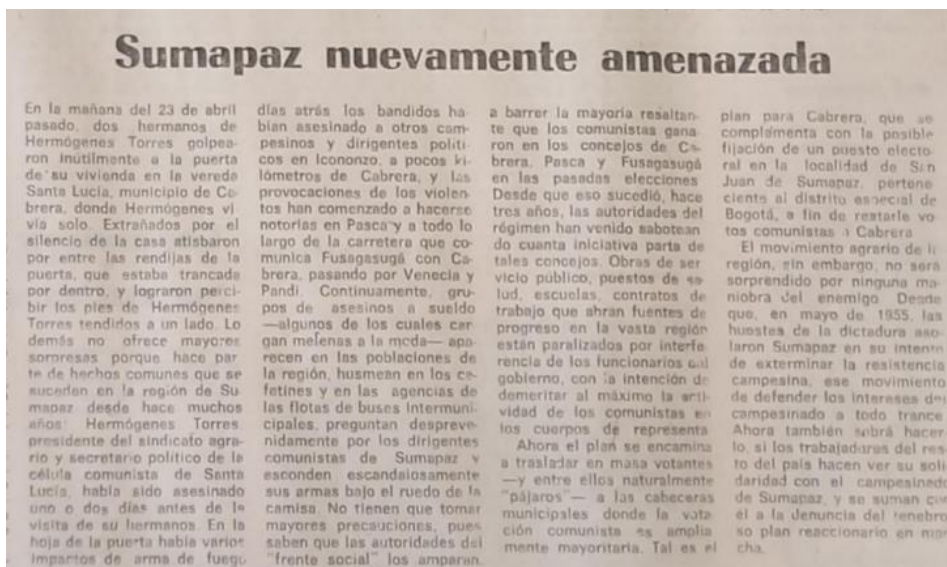 Sumapaz nuevamente amenazada
En la mañana del 23 de abril
pasado, dos hermanos de
Hermógenes Torres golpea-
ron inútilmente a la puerta
de su vivienda en la vereda
Santa Lucía, municipio de Ca-
brera, donde Hermógenes vi-
vía solo. Extrañados por el
silencio de la casa atisbaron
por entre las rendijas de la
puerta, que estaba trancada
por dentro, y lograron perci-
bir los pies de Hermógenes
Torres tendidos a un lado. Lo
demás no ofrece mayores
sorpresas porque hace par-
te de hechos comunes que se
suceden en la región de Su-
mapaz desde hace muchos
años: Hermógenes Torres,
presidente del sindicato agra-
rio y secretario político de la
célula comunista de Santa
Lucía, había sido asesinado
uno o dos días antes de la
visita de su hermanos. En la
hoja de la puerta había varios
impactos de arma de fuego
días atrás los bandidos ha-
bían asesinado a otros cam-
pesinos y dirigentes políti-
cos en Icononzo, a pocos ki-
lómetros de Cabrera, y las
provocaciones de los violen-
tos han comenzado a hacerse
notorias en Pasca y a todo lo
largo de la carretera que co-
munica Fusagasugá con Ca-
brera, pasando por Venecia y
Pandi. Continuamente, gru-
pos de asesinos a sueldo
—algunos de los cuales car-
gan melenas a la moda— apa-
recen en las poblaciones de
la región, husmean en los ca-
fetines y en las agencias de
las flotas de buses intermuni-
cipales, preguntan despreve-
nidamente por los dirigentes
comunistas de Sumapaz y
esconden escandalosamente
sus armas bajo el ruedo de la
camisa. No tienen que tomar
mayores precauciones, pues
saben que las autoridades del
"frente social" los amparan.
a barrer la mayoría resaltan-
te que los comunistas gana-
ron en los concejos de Ca-
brera, Pasca y Fusagasugá
en las pasadas elecciones
Desde que eso sucedió, hace
tres años, las autoridades del
régimen han venido sabotean-
do cuanta iniciativa parta de
tales concejos. Obras de ser-
vicio público, puestos de sa-
lud, escuelas, contratos de
trabajo que abran fuentes de
progreso en la vasta región
están paralizados por interfe-
rencia de los funcionarios del
gobierno, con la intención de
demeritar al máximo la acti-
vidad de los comunistas en
los cuerpos de representa
Ahora el plan se encamina
a trasladar en masa votantes
—y entre ellos naturalmente
"pájaros"— a las cabeceras
municipales donde la vota-
ción comunista es amplia-
mente mayoritaria. Tal es el
plan para Cabrera, que se
complementa con la posible
fijación de un puesto electo-
ral en la localidad de San
Juan de Sumapaz, pertene-
ciente al distrito especial de
Bogotá, a fin de restarle vo-
tos comunistas a Cabrera
El movimiento agrario de la
región, sin embargo, no será
sorprendido por ninguna ma-
niobra del enemigo Desde
que, en mayo de 1955, las
huestes de la dictadura aso-
laron Sumapaz en su intento
de exterminar la resistencia
campesina, ese movimiento
de defender los intereses del
campesinado a todo trance.
Ahora también sabrá hacer-
lo, si los trabajadores del res-
to del país hacen ver su soli-
daridad con el campesinado
de Sumapaz, y se suman con
él a la denuncia del tenebro-
so plan reaccionario en mar-
cha.